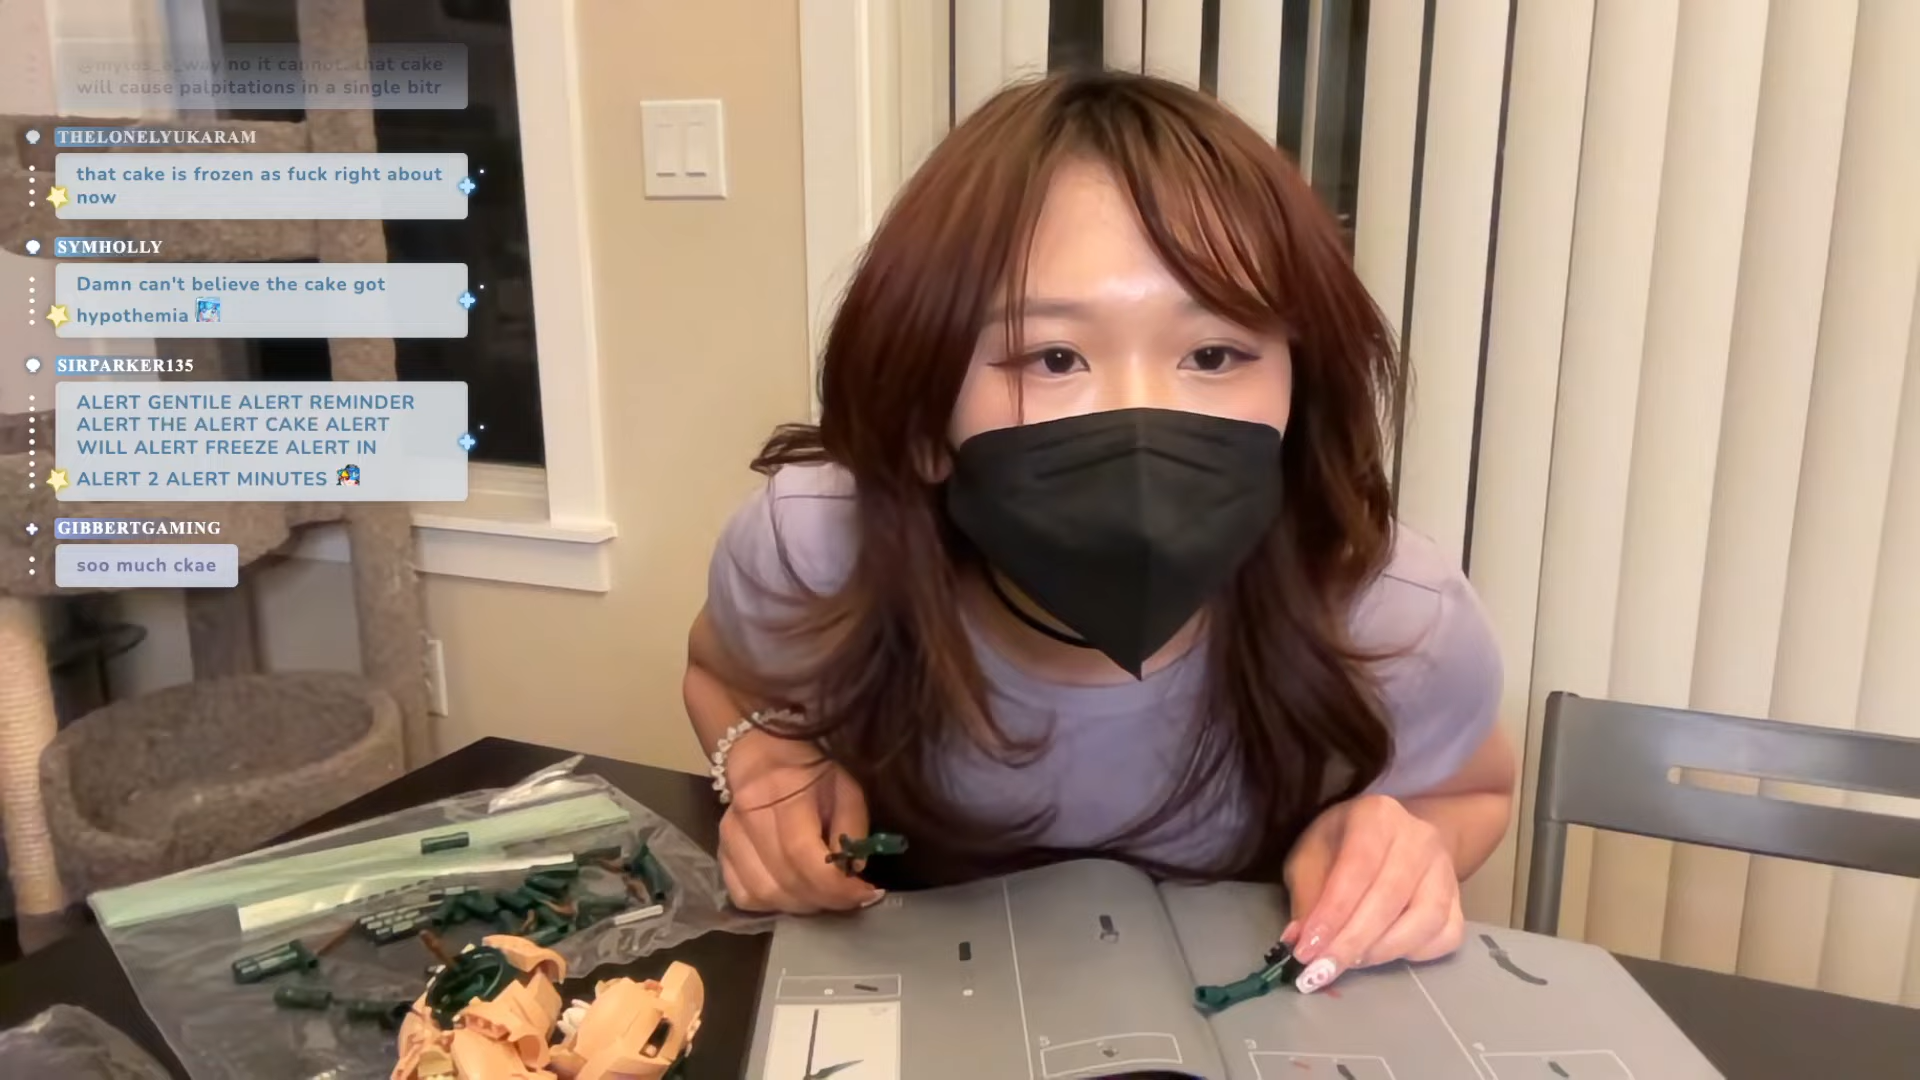 @mylos_a_way no it cannot. that cake
will cause palpitations in a single bitr
THELONELYUKARAM
that cake is frozen as fuck right about
now
SYMHOLLY
Damn can't believe the cake got
hypothemia
SIRPARKER135
ALERT GENTILE ALERT REMINDER
ALERT THE ALERT CAKE ALERT
WILL ALERT FREEZE ALERT IN
ALERT 2 ALERT MINUTES
GIBBERTGAMING
soo much ckae